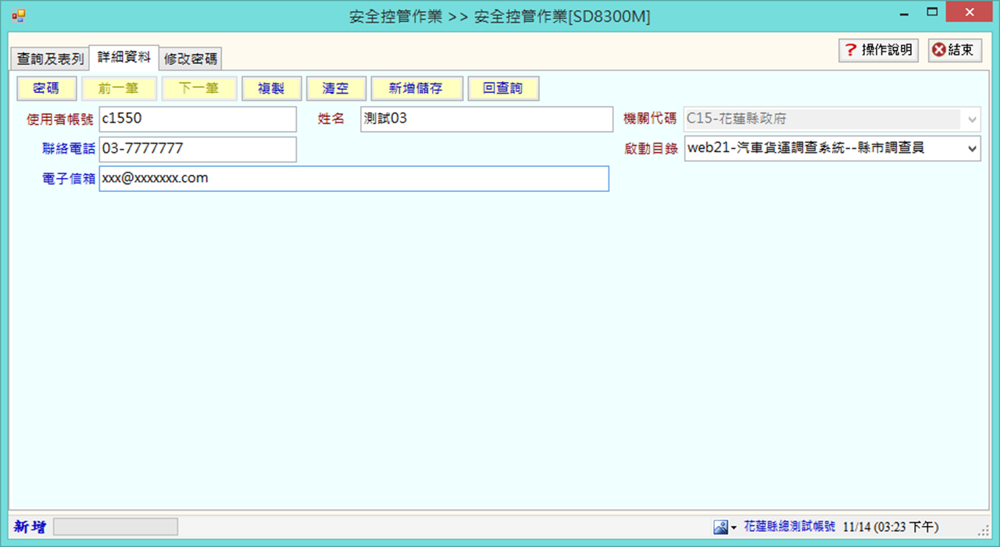 安全控管作業 >> 安全控管作業[SD8300M]
查詢及表列 詳細資料 修改密碼 操作說明 結束
密碼 前一筆 下一筆 複製 清空 新增儲存 回查詢
使用者帳號 c1550 姓名 測試03 機關代碼 C15-花蓮縣政府
聯絡電話 03-7777777 啟動目錄 web21-汽車貨運調查系統--縣市調查員
電子信箱 xxx@xxxxxxx.com
新增 花蓮縣總測試帳號 11/14 (03:23 下午)